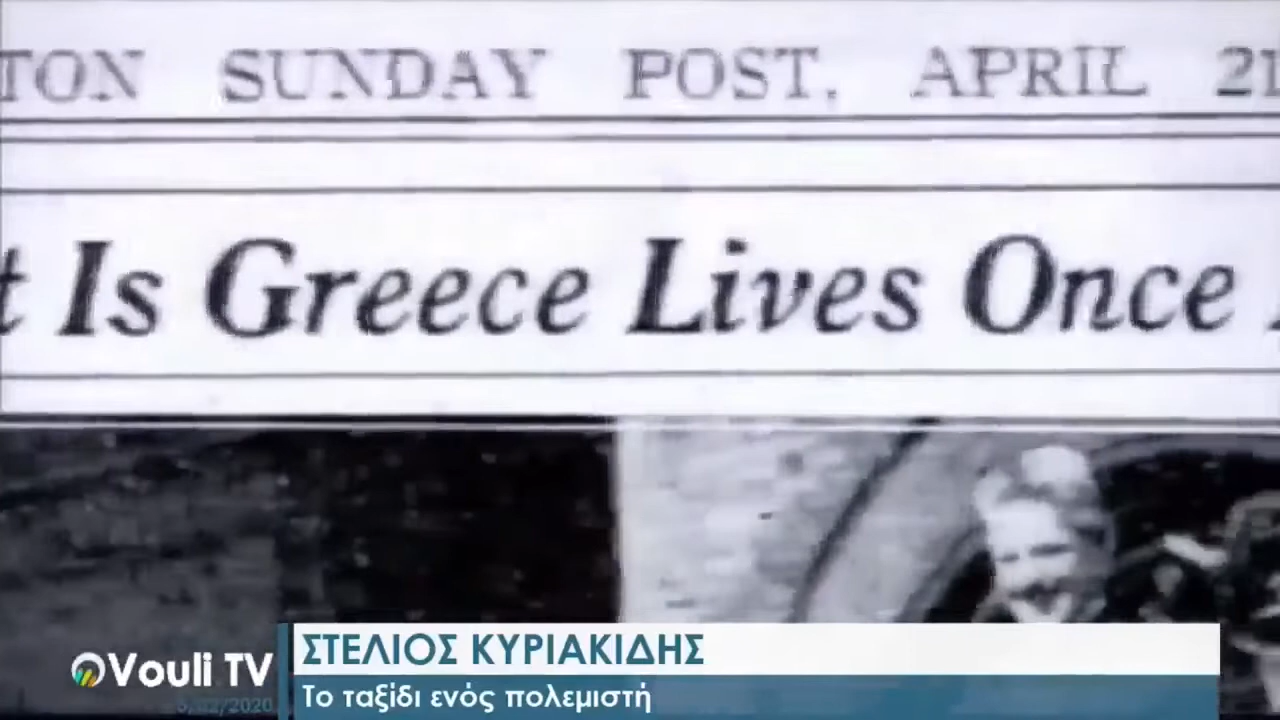 TON SUNDAY POST, APRIL 21
t Is Greece Lives Once
ΣΤΕΛΙΟΣ ΚΥΡΙΑΚΙΔΗΣ
Vouli TV
Το ταξίδι ενός πολεμιστή